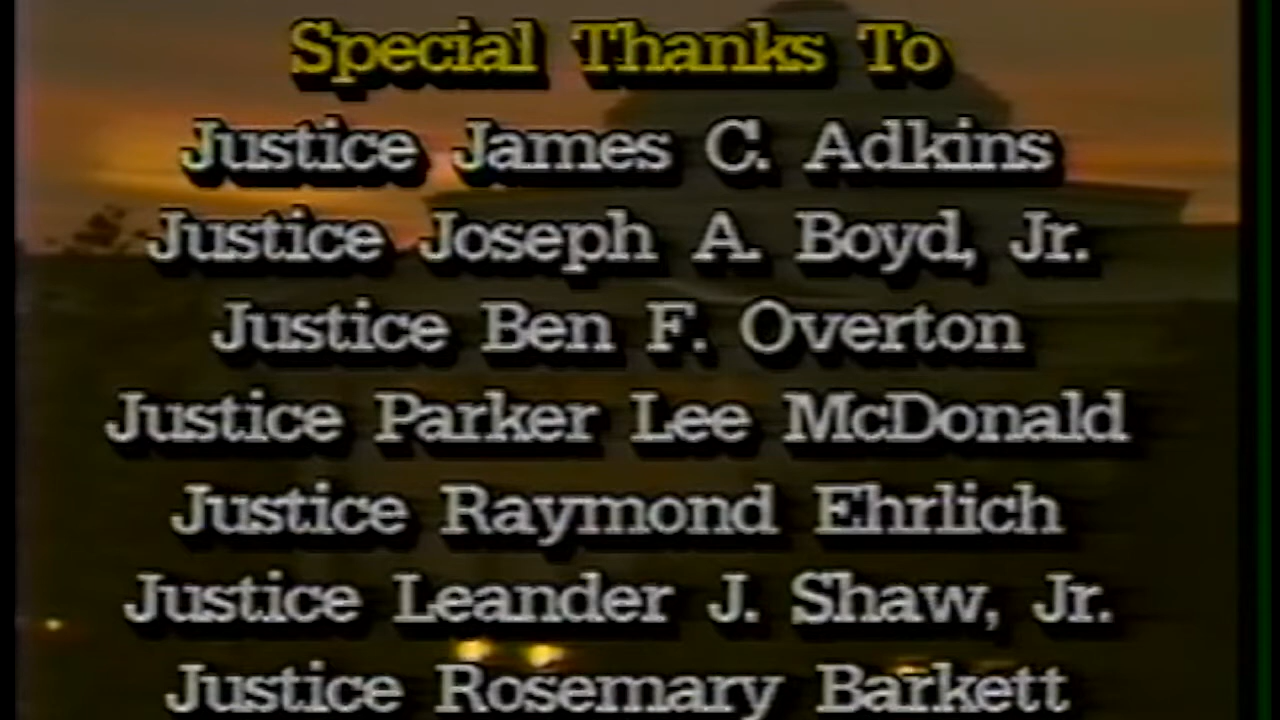 Special Thanks To
Justice James C. Adkins
Justice Joseph A. Boyd, Jr.
Justice Ben F. Overton
Justice Parker Lee McDonald
Justice Raymond Ehrlich
Justice Leander J. Shaw, Jr.
Justice Rosemary Barkett